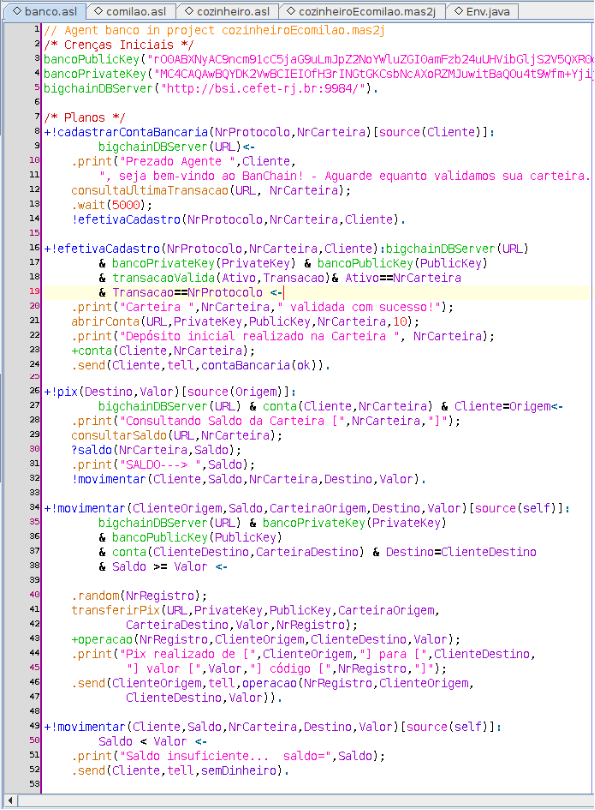 banco.asl comilao.asl cozinheiro.asl cozinheiroEcomilao.mas2j Env.java
1 // Agent banco in project cozinheiroEcomilao.mas2j
2 /* Crenças Iniciais */
3 bancoPublicKey("
4 bancoPrivateKey("
5 bigchainDBServer("http://bsi.cefet-rj.br:9984/").
6
7 /* Planos */
8 +!cadastrarContaBancaria(NrProtocolo,NrCarteira)[source(Cliente)]:
9 bigchainDBServer(URL)<-
10 .print("Prezado Agente ",Cliente,
11 ", seja bem-vindo ao BanChain! - Aguarde equanto validamos sua carteira.
12 consultaUltimaTransacao(URL, NrCarteira);
13 .wait(5000);
14 !efetivaCadastro(NrProtocolo,NrCarteira,Cliente).
15
16 +!efetivaCadastro(NrProtocolo,NrCarteira,Cliente):bigchainDBServer(URL)
17 & bancoPrivateKey(PrivateKey) & bancoPublicKey(PublicKey)
18 & transacaoValida(Ativo,Transacao)& Ativo==NrCarteira
19 & Transacao==NrProtocolo <-
20 .print("Carteira ",NrCarteira," validada com sucesso!");
21 abrirConta(URL,PrivateKey,PublicKey,NrCarteira,10);
22 .print("Depósito inicial realizado na Carteira ", NrCarteira);
23 +conta(Cliente,NrCarteira);
24 .send(Cliente,tell,contaBancaria(ok)).
25
26 +!pix(Destino,Valor)[source(Origem)]:
27 bigchainDBServer(URL) & conta(Cliente,NrCarteira) & Cliente=Origem<-
28 .print("Consultando Saldo da Carteira [",NrCarteira,"]");
29 consultarSaldo(URL,NrCarteira);
30 ?saldo(NrCarteira,Saldo);
31 .print("SALDO---> ",Saldo);
32 !movimentar(Cliente,Saldo,NrCarteira,Destino,Valor).
33
34 +!movimentar(ClienteOrigem,Saldo,CarteiraOrigem,Destino,Valor)[source(self)]:
35 bigchainDBServer(URL) & bancoPrivateKey(PrivateKey)
36 & bancoPublicKey(PublicKey)
37 & conta(ClienteDestino,CarteiraDestino) & Destino=ClienteDestino
38 & Saldo >= Valor <-
39
40 .random(NrRegistro);
41 transferirPix(URL,PrivateKey,PublicKey,CarteiraOrigem,
42 CarteiraDestino,Valor,NrRegistro);
43 +operacao(NrRegistro,ClienteOrigem,ClienteDestino,Valor);
44 .print("Pix realizado de [",ClienteOrigem,"] para [",ClienteDestino,
45 "] valor [",Valor,"] código [",NrRegistro,"]");
46 .send(ClienteOrigem,tell,operacao(NrRegistro,ClienteOrigem,
47 ClienteDestino,Valor)).
48
49 +!movimentar(Cliente,Saldo,NrCarteira,Destino,Valor)[source(self)]:
50 Saldo < Valor <-
51 .print("Saldo insuficiente... saldo=",Saldo);
52 .send(Cliente,tell,semDinheiro).
53